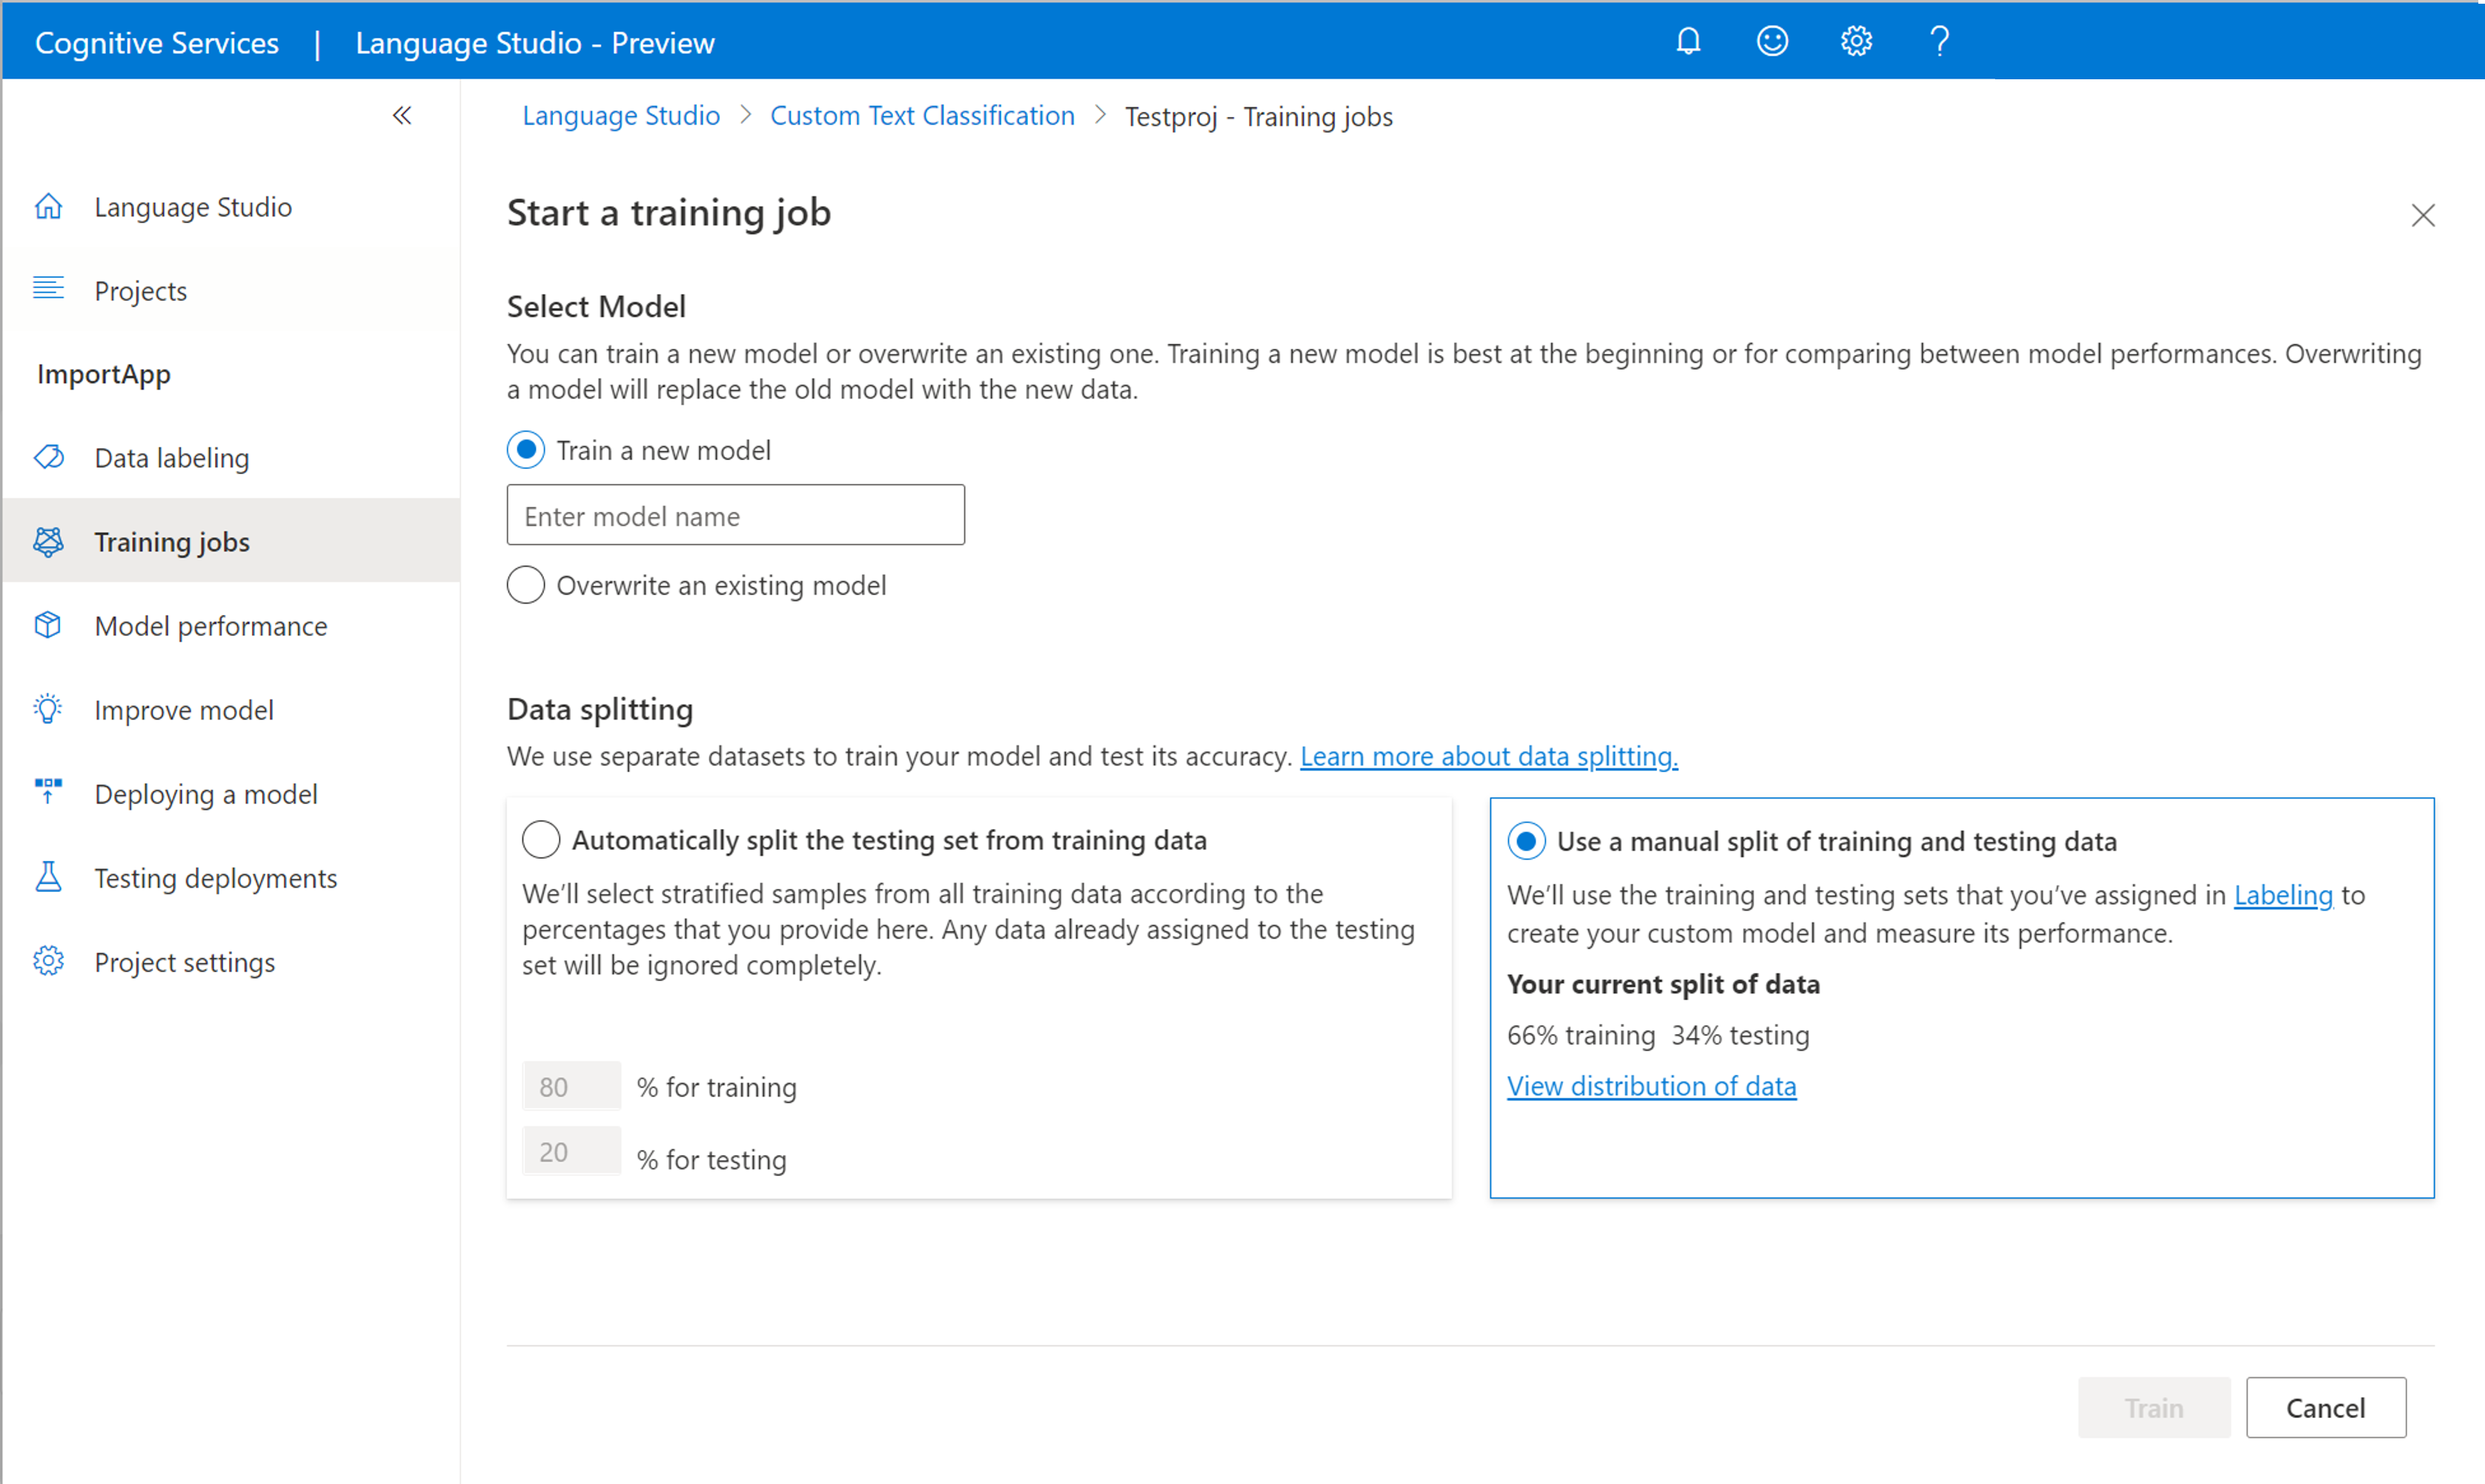 Cognitive Services | Language Studio - Preview
Language Studio > Custom Text Classification > Testproj - Training jobs
Language Studio
Projects
ImportApp
Data labeling
Training jobs
Model performance
Improve model
Deploying a model
Testing deployments
Project settings
Start a training job
Select Model
You can train a new model or overwrite an existing one. Training a new model is best at the beginning or for comparing between model performances. Overwriting
a model will replace the old model with the new data.
Train a new model
Enter model name
Overwrite an existing model
Data splitting
We use separate datasets to train your model and test its accuracy. Learn more about data splitting.
Automatically split the testing set from training data
We’ll select stratified samples from all training data according to the
percentages that you provide here. Any data already assigned to the testing
set will be ignored completely.
80 % for training
20 % for testing
Use a manual split of training and testing data
We’ll use the training and testing sets that you’ve assigned in Labeling to
create your custom model and measure its performance.
Your current split of data
66% training 34% testing
View distribution of data
Train
Cancel